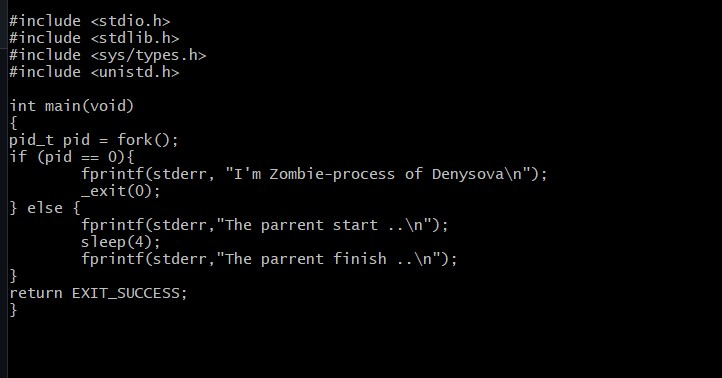 #include <stdio.h>
#include <stdlib.h>
#include <sys/types.h>
#include <unistd.h>

int main(void)
{
pid_t pid = fork();
if (pid == 0){
        fprintf(stderr, "I'm Zombie-process of Denysova\n");
        _exit(0);
} else {
        fprintf(stderr,"The parrent start ..\n");
        sleep(4);
        fprintf(stderr,"The parrent finish ..\n");
}
return EXIT_SUCCESS;
}